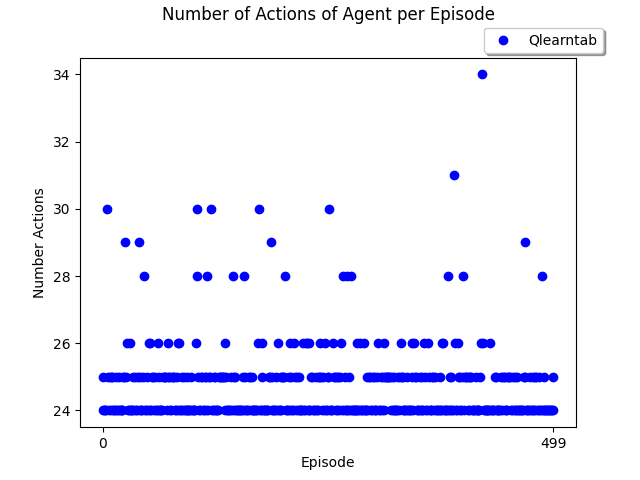 Number of Actions of Agent per Episode
Qlearntab
34
32
30
28
26
24
Number Actions
0
499
Episode